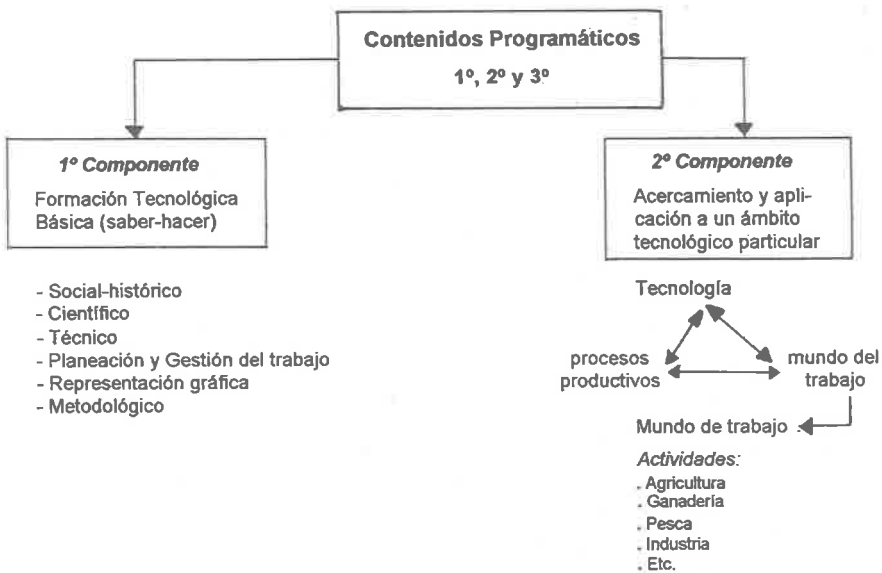 Contenidos Programáticos
1º, 2º y 3º
1º Componente
Formación Tecnológica
Básica (saber-hacer)
- Social-histórico
- Científico
- Técnico
- Planeación y Gestión del trabajo
- Representación gráfica
- Metodológico
2º Componente
Acercamiento y apli-
cación a un ámbito
tecnológico particular
Tecnología
procesos
productivos
mundo del
trabajo
Mundo de trabajo
Actividades:
. Agricultura
. Ganadería
. Pesca
. Industria
. Etc.